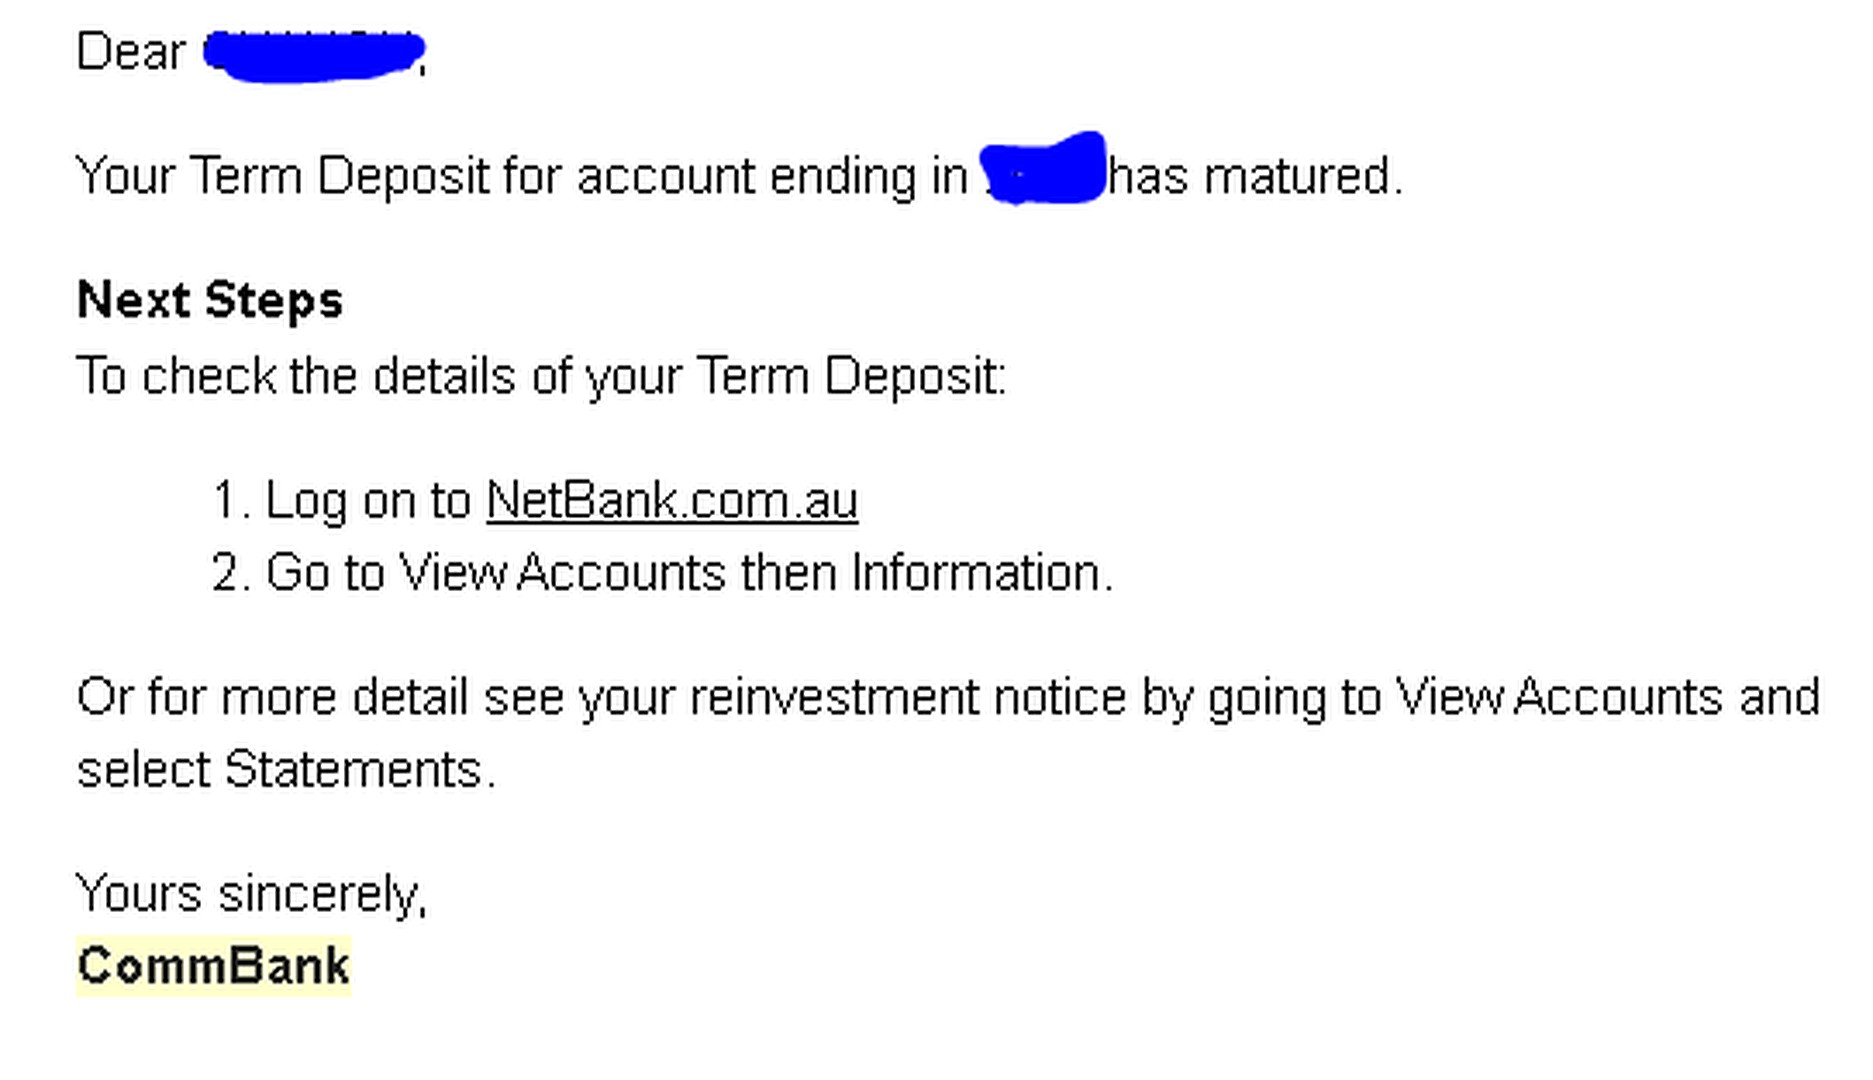 Dear ,
Your Term Deposit for account ending in has matured.
Next Steps
To check the details of your Term Deposit:
1. Log on to NetBank.com.au
2. Go to View Accounts then Information.
Or for more detail see your reinvestment notice by going to View Accounts and
select Statements.
Yours sincerely,
CommBank